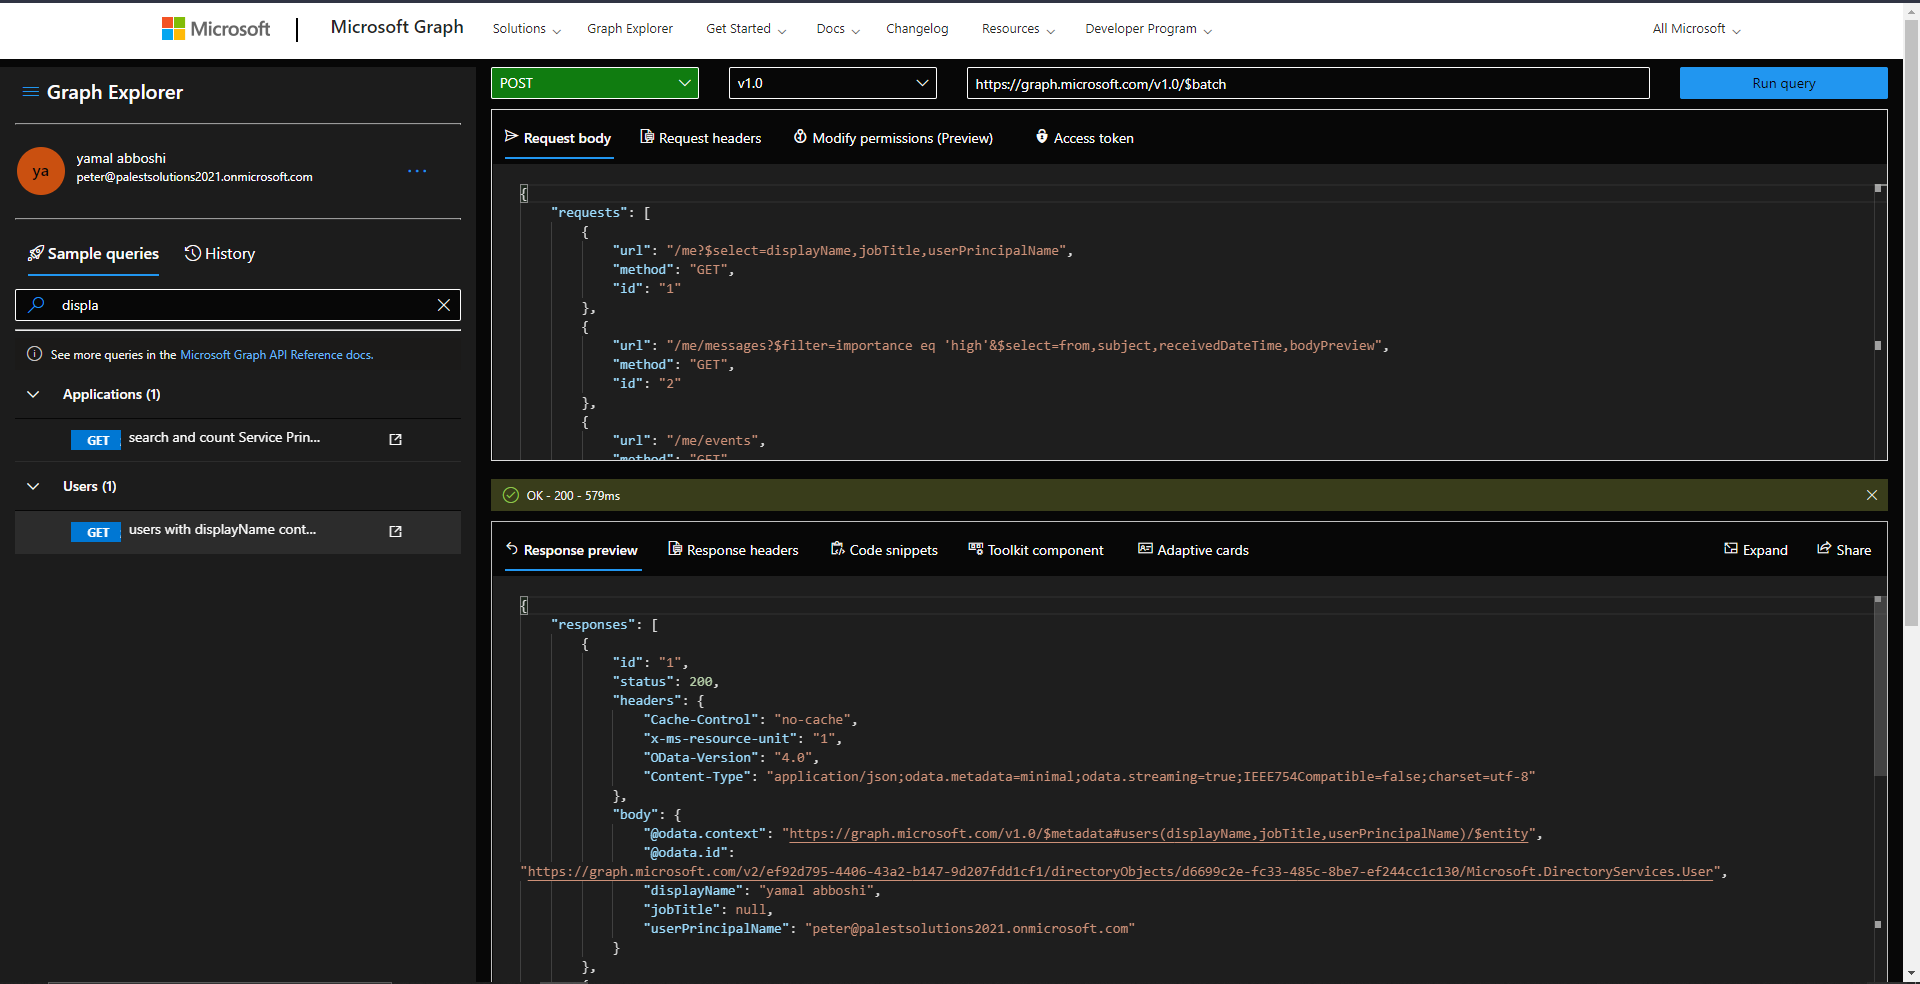 Microsoft
Microsoft Graph
Solutions
Graph Explorer
Get Started
Docs
Changelog
Resources
Developer Program
All Microsoft
Graph Explorer
ya
yamal abboshi
peter@palestsolutions2021.onmicrosoft.com
...
Sample queries
History
displa
See more queries in the Microsoft Graph API Reference docs.
Applications (1)
GET
search and count Service Prin...
Users (1)
GET
users with displayName cont...
POST
v1.0
https://graph.microsoft.com/v1.0/$batch
Run query
Request body
Request headers
Modify permissions (Preview)
Access token
{
"requests": [
{
"url": "/me?$select=displayName,jobTitle,userPrincipalName",
"method": "GET",
"id": "1"
},
{
"url": "/me/messages?$filter=importance eq 'high'&$select=from,subject,receivedDateTime,bodyPreview",
"method": "GET",
"id": "2"
},
{
"url": "/me/events",
"method": "GET"
OK - 200 - 579ms
Response preview
Response headers
Code snippets
Toolkit component
Adaptive cards
Expand
Share
{
"responses": [
{
"id": "1",
"status": 200,
"headers": {
"Cache-Control": "no-cache",
"x-ms-resource-unit": "1",
"OData-Version": "4.0",
"Content-Type": "application/json;odata.metadata=minimal;odata.streaming=true;IEEE754Compatible=false;charset=utf-8"
},
"body": {
"@odata.context": "https://graph.microsoft.com/v1.0/$metadata#users(displayName,jobTitle,userPrincipalName)/$entity",
"@odata.id":
"https://graph.microsoft.com/v2/ef92d795-4406-43a2-b147-9d207fdd1cf1/directoryObjects/d6699c2e-fc33-485c-8be7-ef244cc1c130/Microsoft.DirectoryServices.User",
"displayName": "yamal abboshi",
"jobTitle": null,
"userPrincipalName": "peter@palestsolutions2021.onmicrosoft.com"
}
},